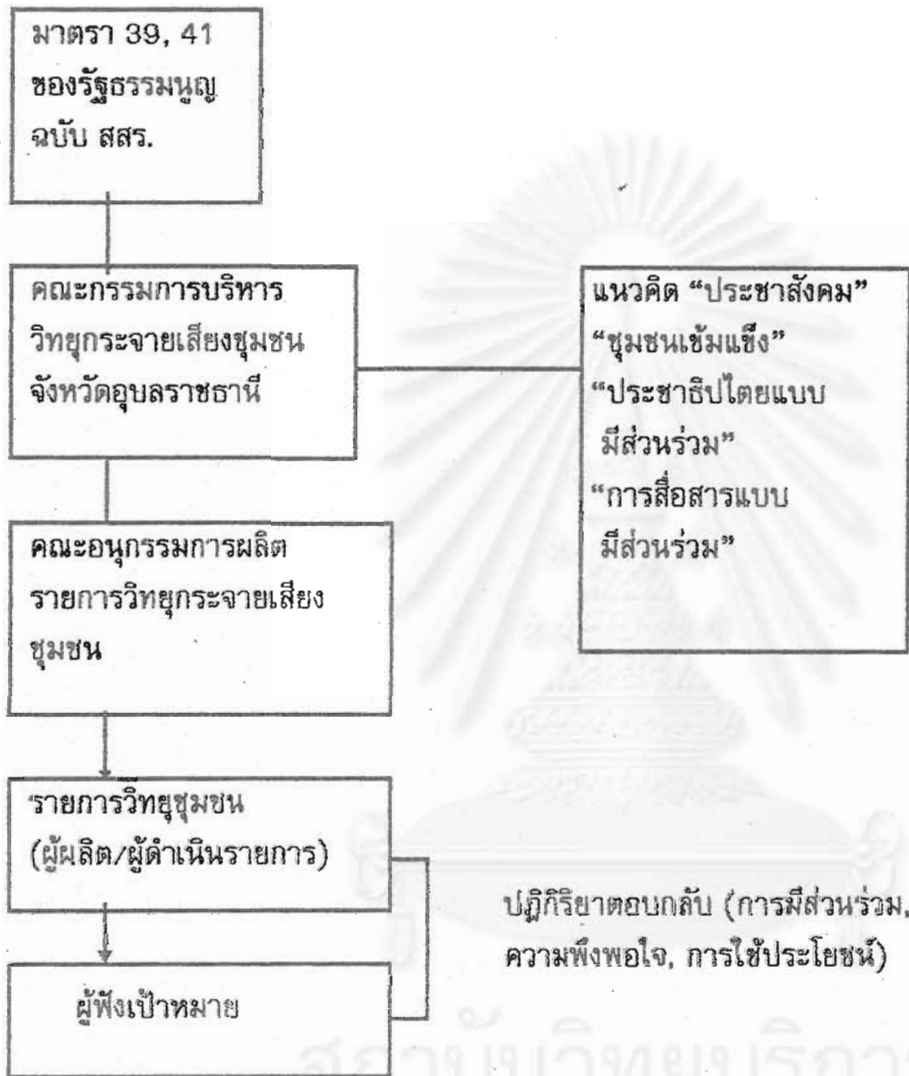 มาตรา 39, 41
ของรัฐธรรมนูญ
ฉบับ สสร.
คณะกรรมการบริหาร
วิทยุกระจายเสียงชุมชน
จังหวัดอุบลราชธานี
แนวคิด “ประชาสังคม”
“ชุมชนเข้มแข็ง”
“ประชาธิปไตยแบบ
มีส่วนร่วม”
“การสื่อสารแบบ
มีส่วนร่วม”
คณะอนุกรรมการผลิต
รายการวิทยุกระจายเสียง
ชุมชน
รายการวิทยุชุมชน
(ผู้ผลิต/ผู้ดำเนินรายการ)
ปฏิกิริยาตอบกลับ (การมีส่วนร่วม,
ความพึงพอใจ, การใช้ประโยชน์)
ผู้ฟังเป้าหมาย
สถาบันวิทยบริการ